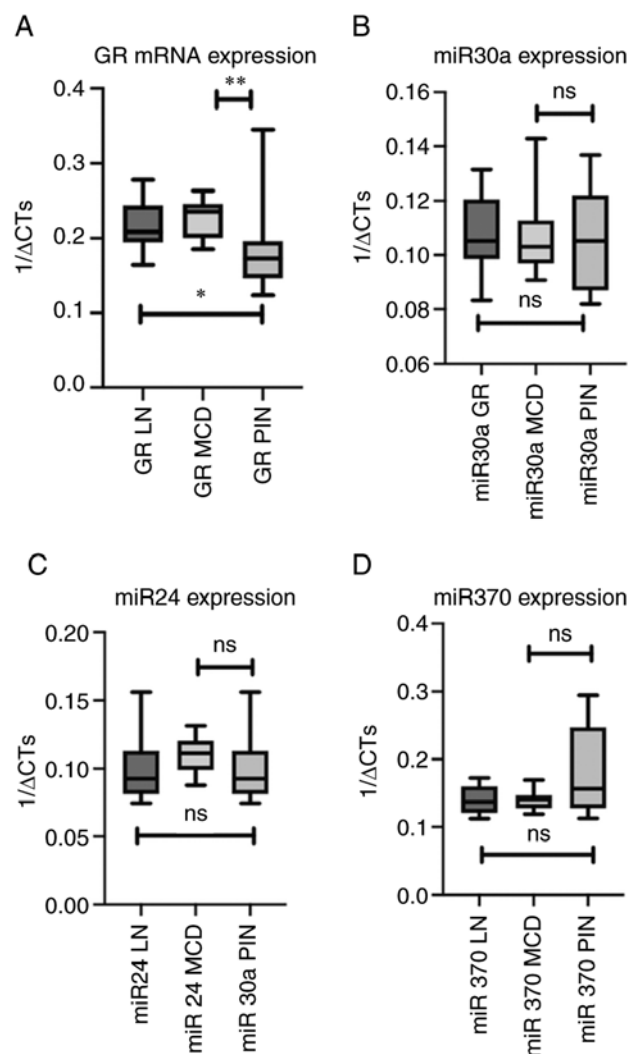 A
GR mRNA expression
0.4
0.3
0.2
0.1
0.0
1/ΔCTs
**
*
GR LN
GR MCD
GR PIN
B
miR30a expression
0.16
0.14
0.12
0.10
0.08
0.06
1/ΔCTs
ns
ns
miR30a GR
miR30a MCD
miR30a PIN
C
miR24 expression
0.20
0.15
0.10
0.05
0.00
1/ΔCTs
ns
ns
miR24 LN
miR 24 MCD
miR 30a PIN
D
miR370 expression
0.4
0.3
0.2
0.1
0.0
1/ΔCTs
ns
ns
miR 370 LN
miR 370 MCD
miR 370 PIN